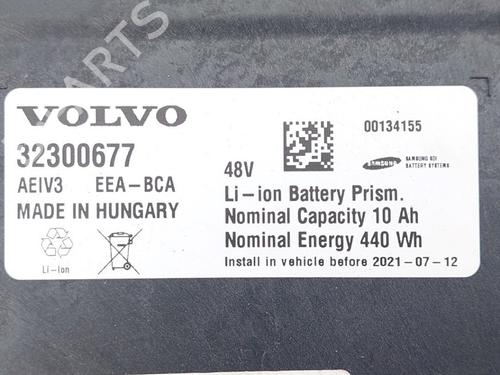 VOLVO
32300677
AEIV3 EEA-BCA
MADE IN HUNGARY
Li-Ion
00134155
SAMSUNG
SAMSUNG SDI
BATTERY SYSTEMS
48V
Li-ion Battery Prism.
Nominal Capacity 10 Ah
Nominal Energy 440 Wh
Install in vehicle before 2021-07-12
PARTS